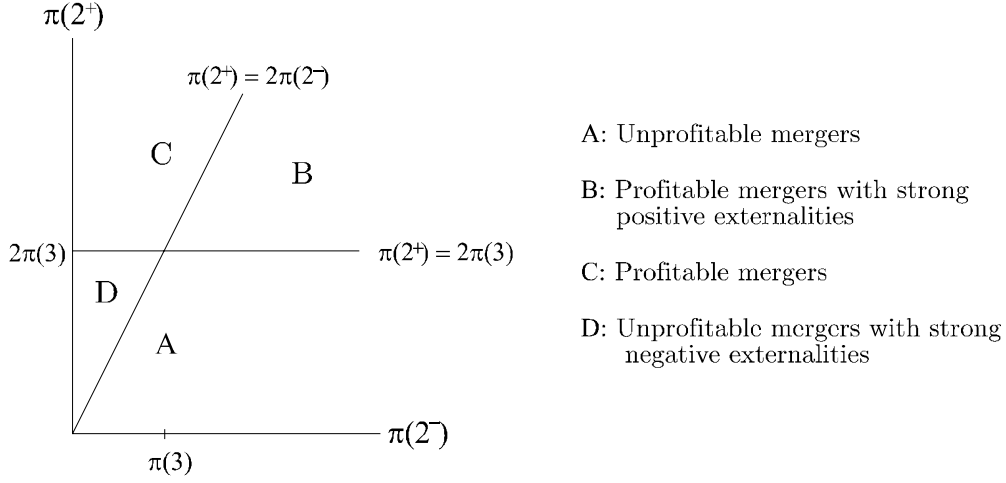 π(2⁺)
π(2⁺) = 2π(2⁻)
C
B
2π(3)
π(2⁺) = 2π(3)
D
A
π(2⁻)
π(3)
A: Unprofitable mergers
B: Profitable mergers with strong
positive externalities
C: Profitable mergers
D: Unprofitable mergers with strong
negative externalities